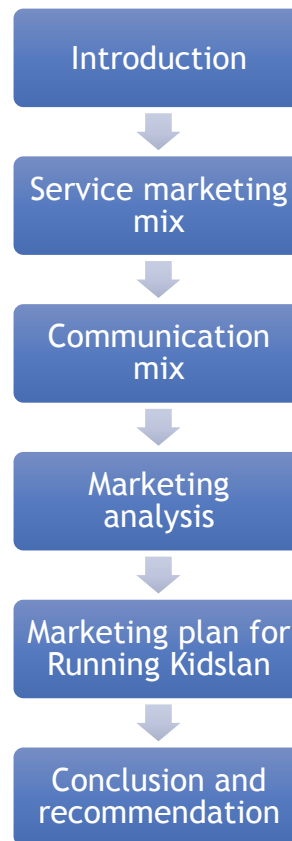 Introduction
Service marketing
mix
Communication
mix
Marketing
analysis
Marketing plan for
Running Kidslan
Conclusion and
recommendation